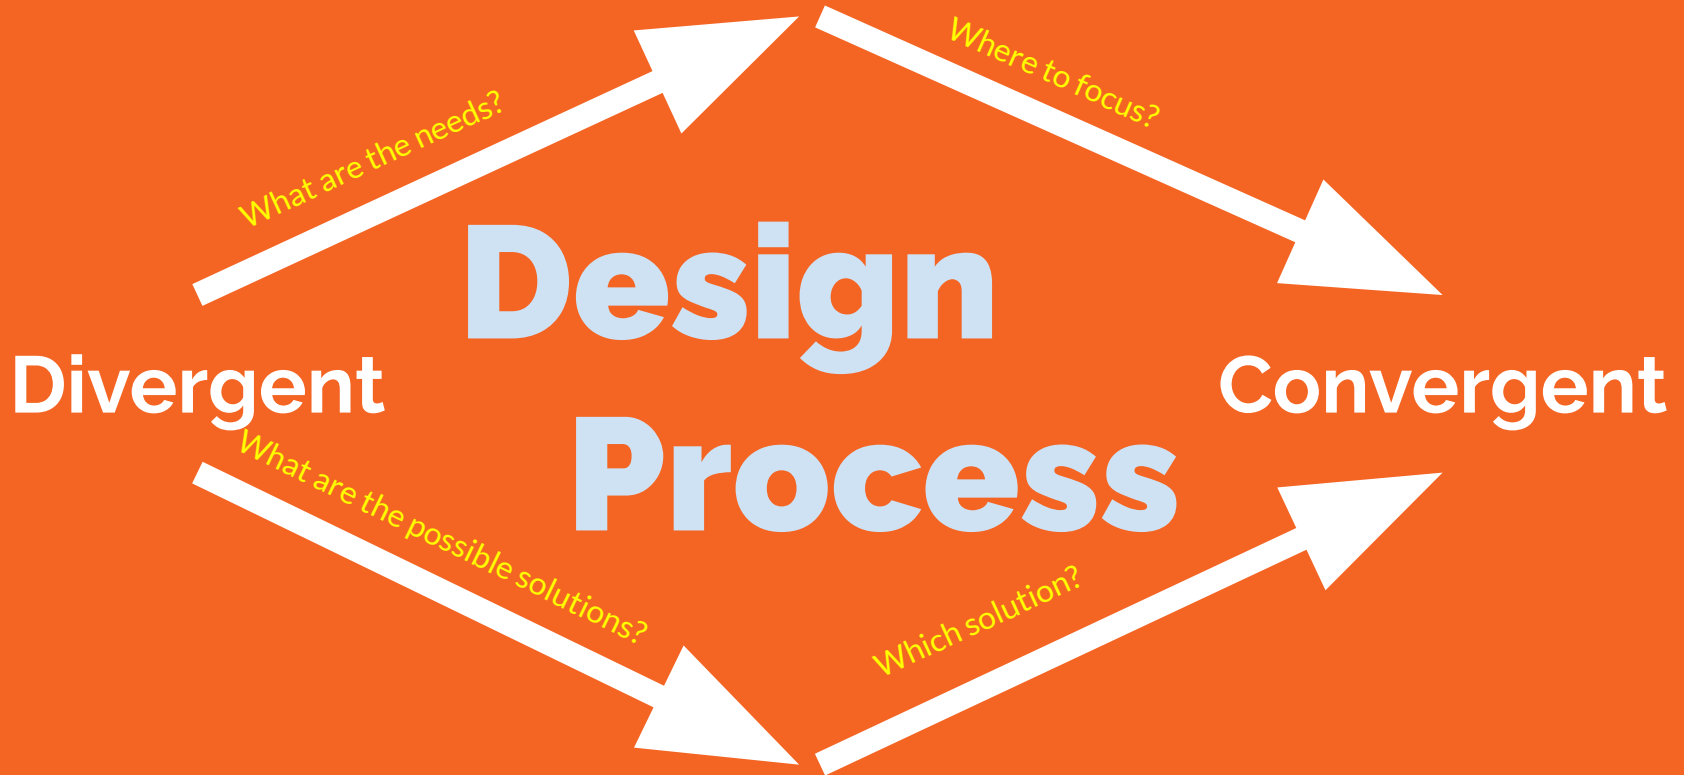 What are the needs?
Where to focus?
Design
Divergent
Convergent
Process
What are the possible solutions?
Which solution?